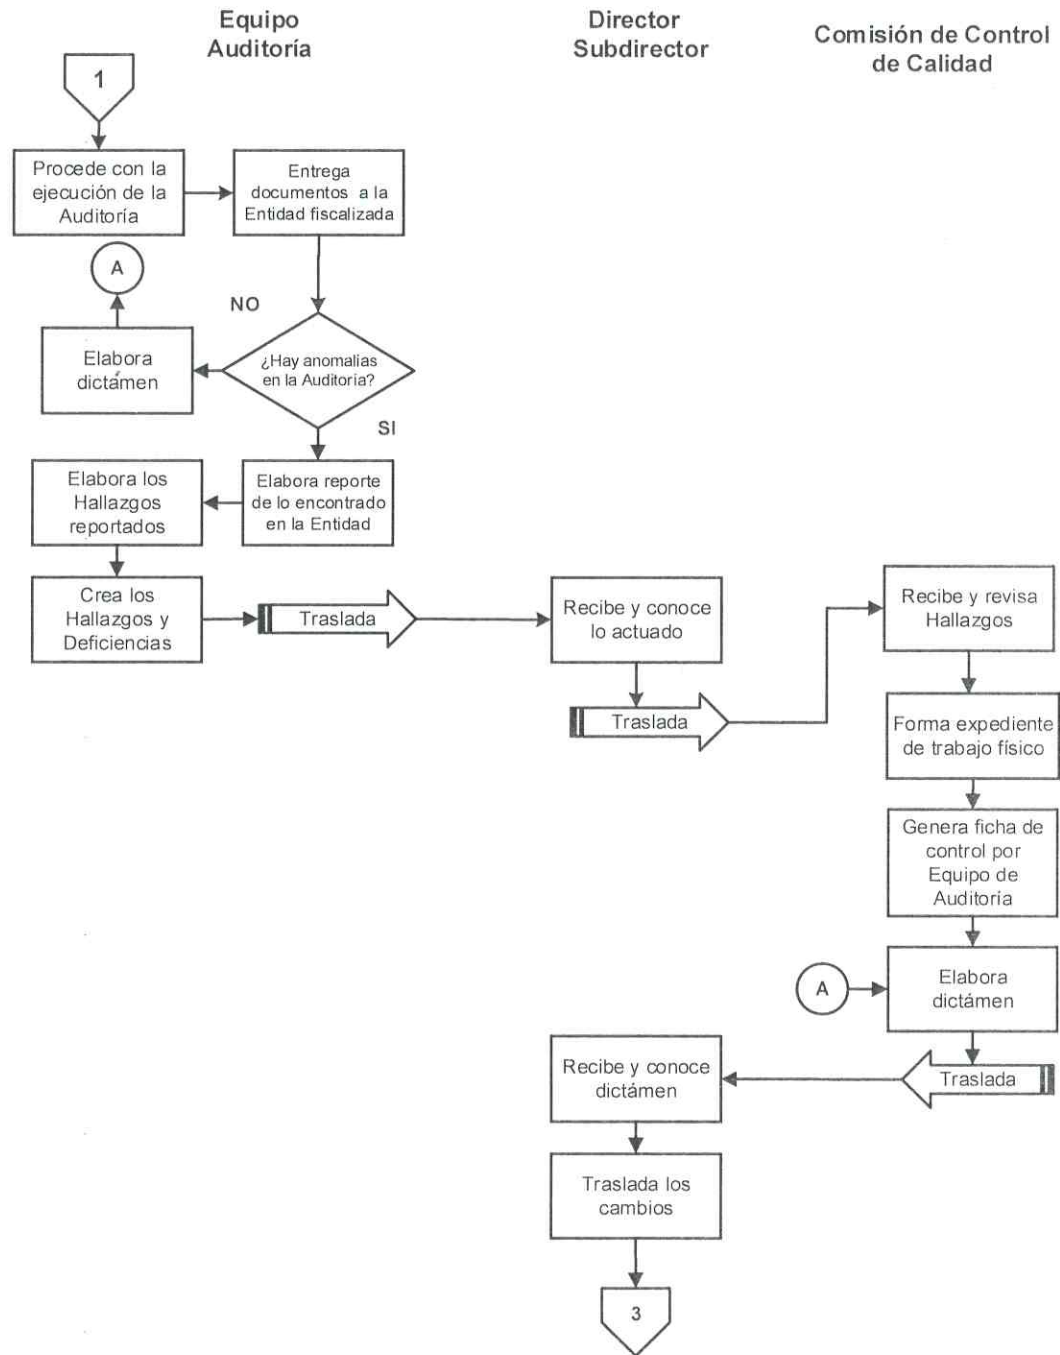 Equipo
Auditoría
Director
Subdirector
Comisión de Control
de Calidad
1
Procede con la
ejecución de la
Auditoría
Entrega
documentos a la
Entidad fiscalizada
A
NO
Elabora
dictámen
¿Hay anomalias
en la Auditoría?
SI
Elabora los
Hallazgos
reportados
Elabora reporte
de lo encontrado
en la Entidad
Crea los
Hallazgos y
Deficiencias
Traslada
Recibe y conoce
lo actuado
Recibe y revisa
Hallazgos
Traslada
Forma expediente
de trabajo físico
Genera ficha de
control por
Equipo de
Auditoría
A
Elabora
dictámen
Recibe y conoce
dictámen
Traslada
Traslada los
cambios
3